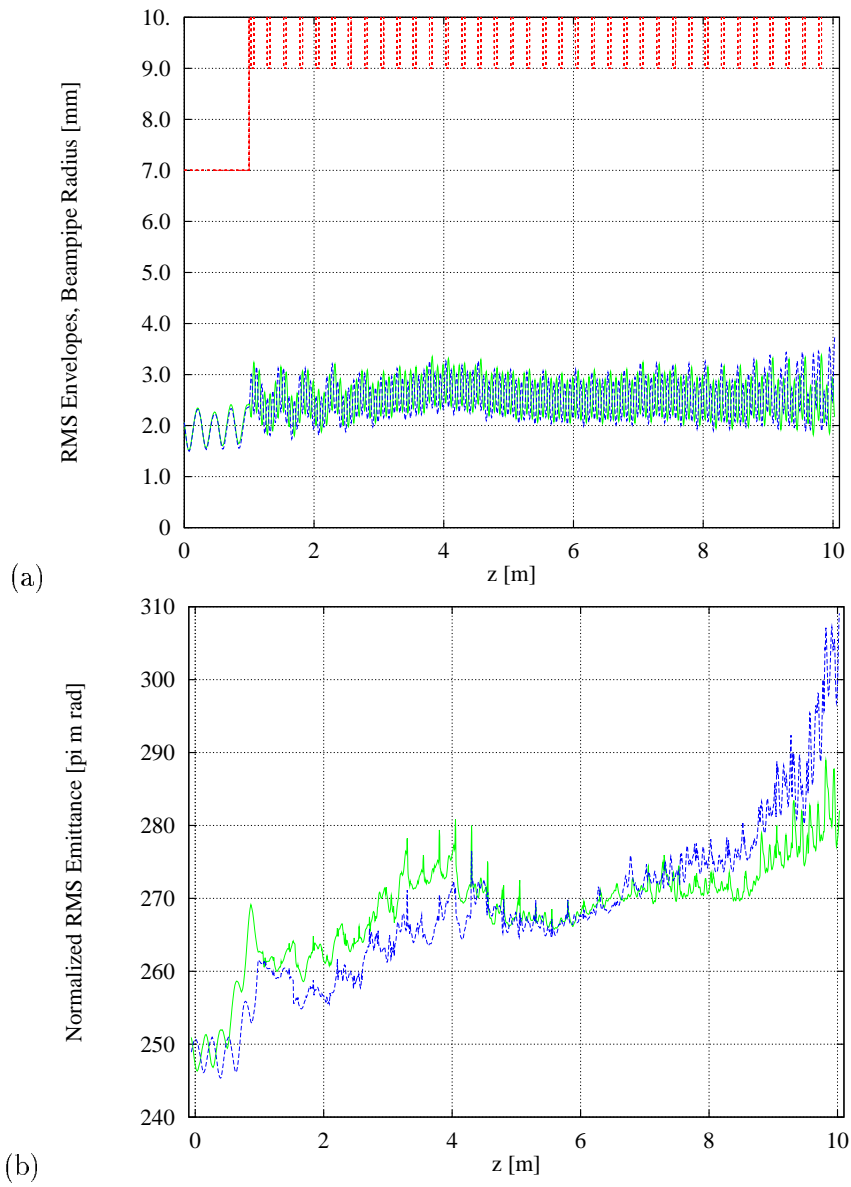 10.
9.0
8.0
7.0
6.0
5.0
4.0
3.0
2.0
1.0
0
RMS Envelopes, Beampipe Radius [mm]
0 2 4 6 8 10
z [m]
(a)
310
300
290
280
270
260
250
240
Normalized RMS Emittance [pi m rad]
0 2 4 6 8 10
z [m]
(b)